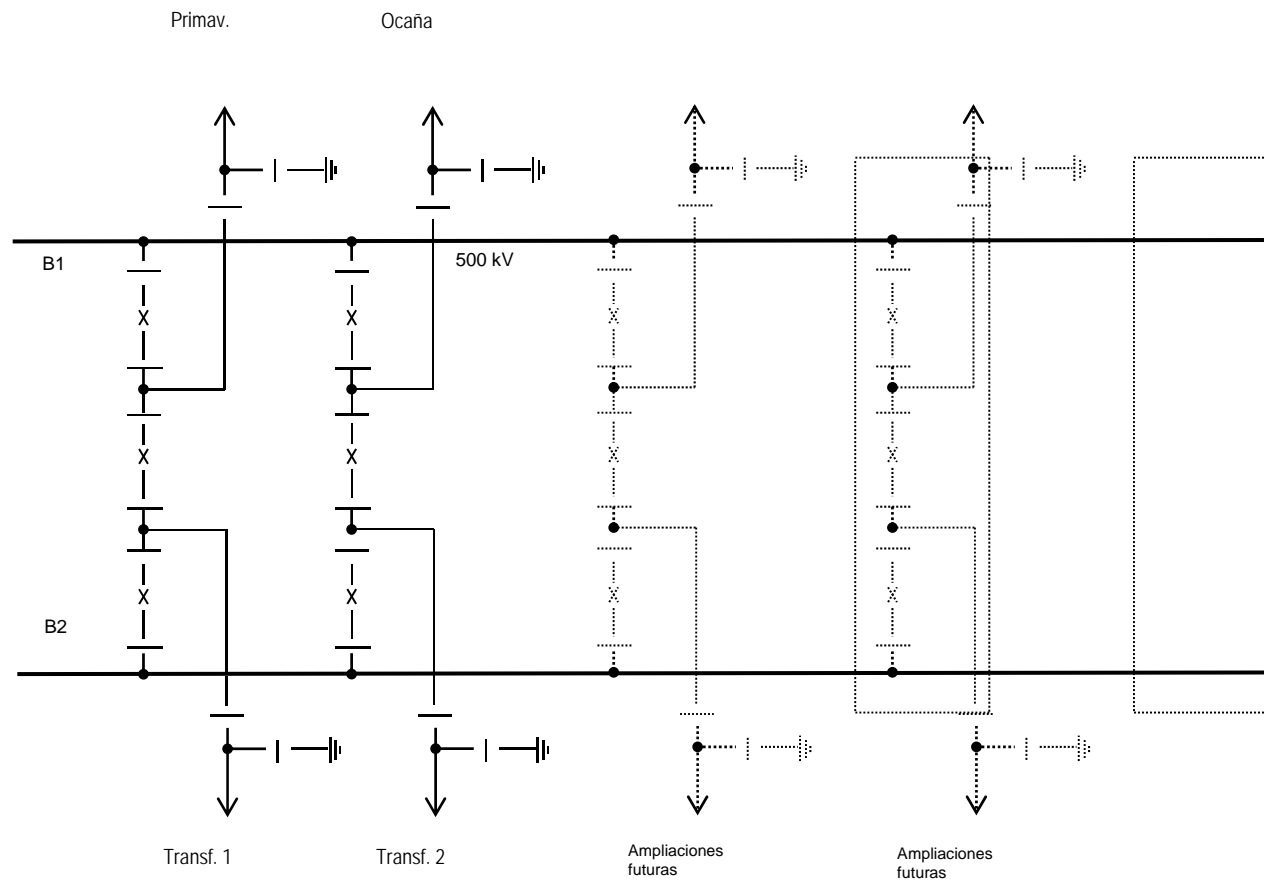 Primav.
Ocaña
B1
500 kV
B2
Transf. 1
Transf. 2
Ampliaciones
futuras
Ampliaciones
futuras